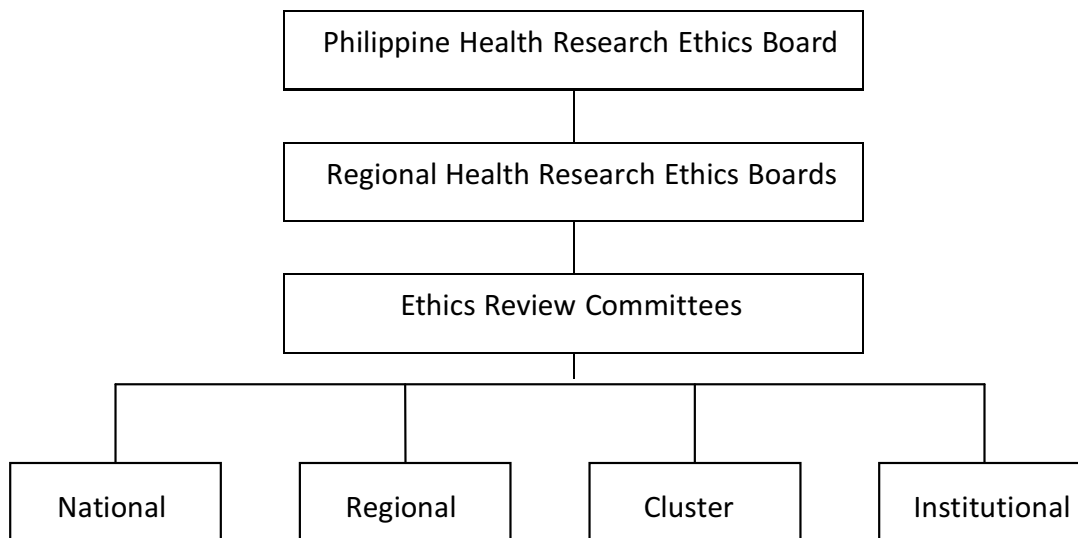 Philippine Health Research Ethics Board
Regional Health Research Ethics Boards
Ethics Review Committees
National
Regional
Cluster
Institutional